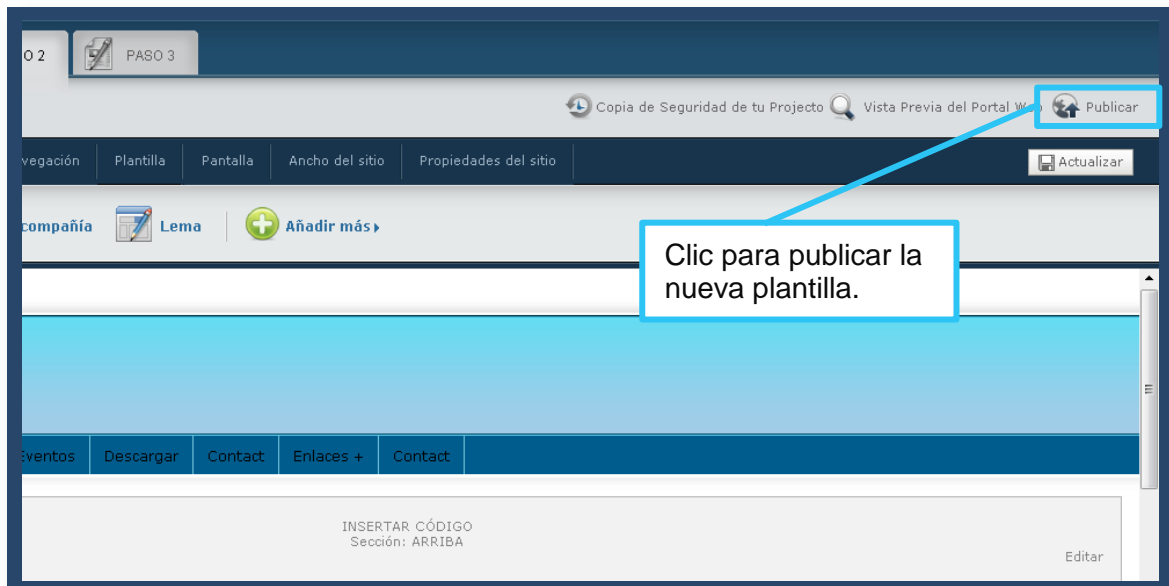 O 2
PASO 3
Copia de Seguridad de tu Projecto Vista Previa del Portal Web Publicar
vegación Plantilla Pantalla Ancho del sitio Propiedades del sitio Actualizar
compañía Lema Añadir más
Clic para publicar la
nueva plantilla.
Eventos Descargar Contact Enlaces + Contact
INSERTAR CÓDIGO
Sección: ARRIBA
Editar